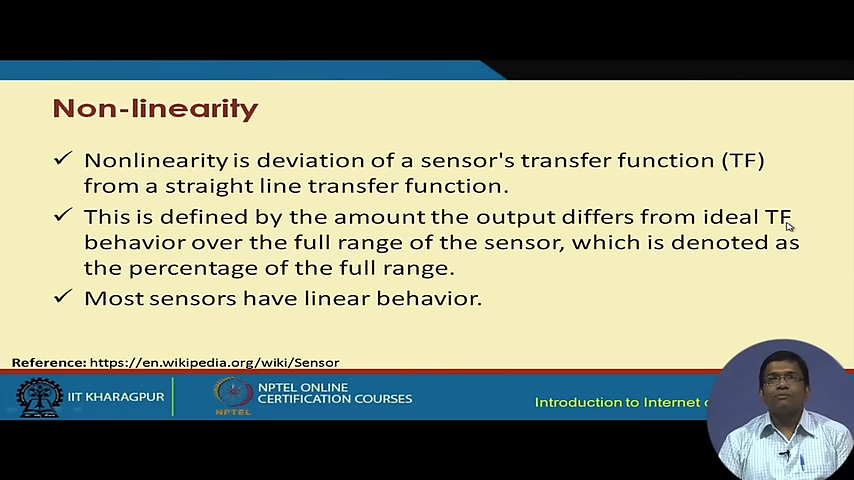 Non-linearity
✓ Nonlinearity is deviation of a sensor's transfer function (TF)
from a straight line transfer function.
✓ This is defined by the amount the output differs from ideal TF
behavior over the full range of the sensor, which is denoted as
the percentage of the full range.
✓ Most sensors have linear behavior.
Reference: https://en.wikipedia.org/wiki/Sensor
IIT KHARAGPUR
NPTEL
NPTEL ONLINE
CERTIFICATION COURSES
Introduction to Internet